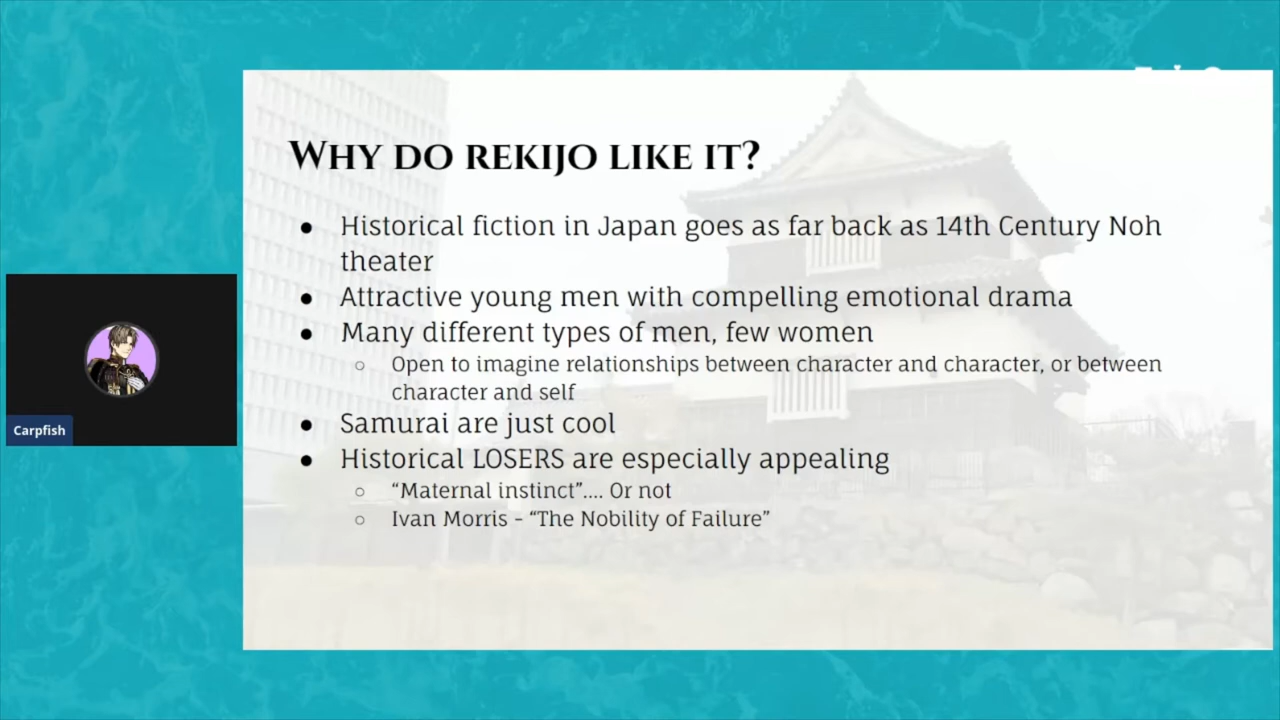 WHY DO REKIJO LIKE IT?
● Historical fiction in Japan goes as far back as 14th Century Noh
theater
● Attractive young men with compelling emotional drama
● Many different types of men, few women
○ Open to imagine relationships between character and character, or between
character and self
● Samurai are just cool
● Historical LOSERS are especially appealing
○ “Maternal instinct”.... Or not
○ Ivan Morris - “The Nobility of Failure”
Carpfish